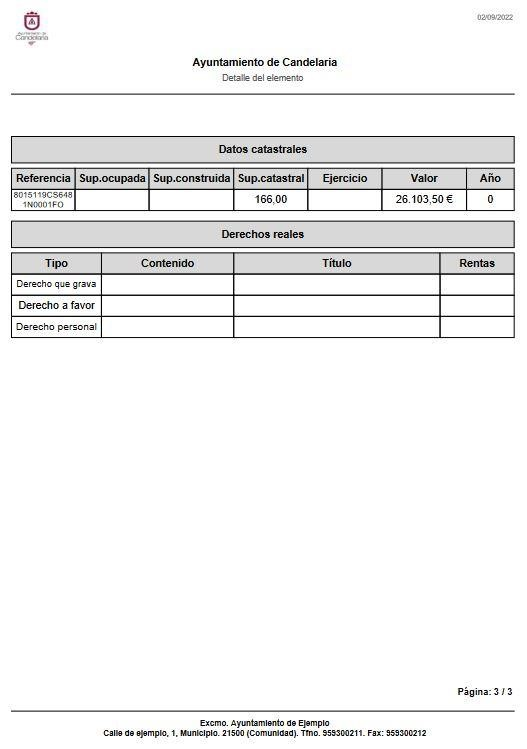 02/09/2022
Ayuntamiento de
Candelaria
Ayuntamiento de Candelaria
Detalle del elemento
Datos catastrales
Referencia Sup.ocupada Sup.construida Sup.catastral Ejercicio Valor Año
8015119CS648
1N0001FO
166,00 26.103,50 € 0
Derechos reales
Tipo Contenido Título Rentas
Derecho que grava
Derecho a favor
Derecho personal
Página: 3 / 3
Excmo. Ayuntamiento de Ejemplo
Calle de ejemplo, 1, Municipio. 21500 (Comunidad). Tfno. 959300211. Fax: 959300212